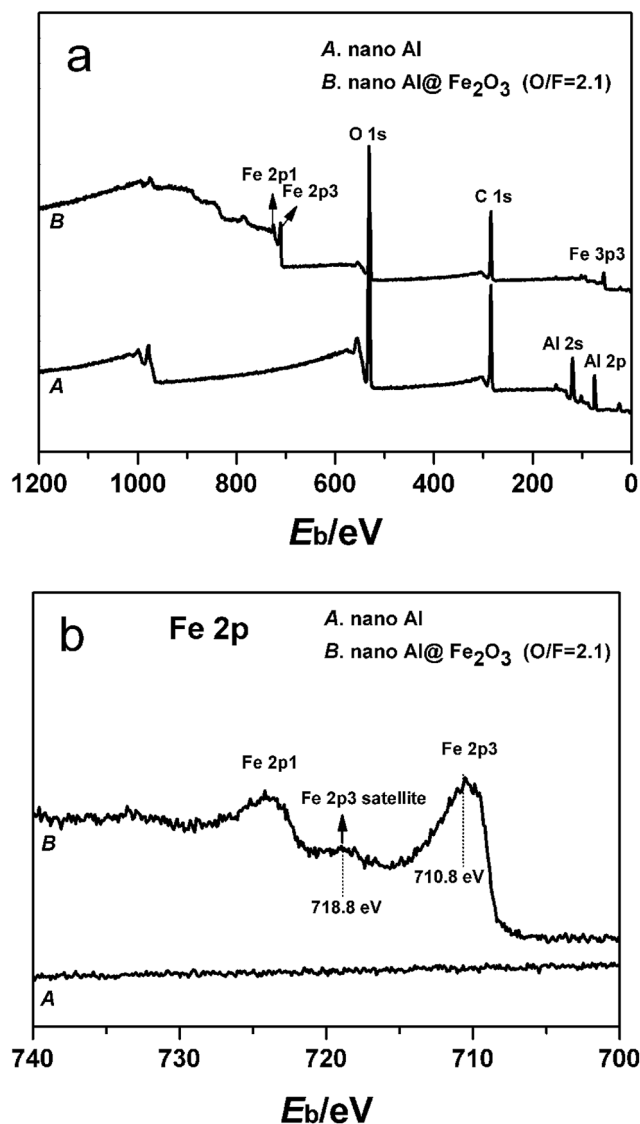 a
A. nano Al
B. nano Al@ Fe₂O₃ (O/F=2.1)
O 1s
Fe 2p1
Fe 2p3
C 1s
B
Fe 3p3
Al 2s
Al 2p
A
1200 1000 800 600 400 200 0
Eb/eV
b
Fe 2p
A. nano Al
B. nano Al@ Fe₂O₃ (O/F=2.1)
Fe 2p3
Fe 2p1
Fe 2p3 satellite
B
710.8 eV
718.8 eV
A
740 730 720 710 700
Eb/eV